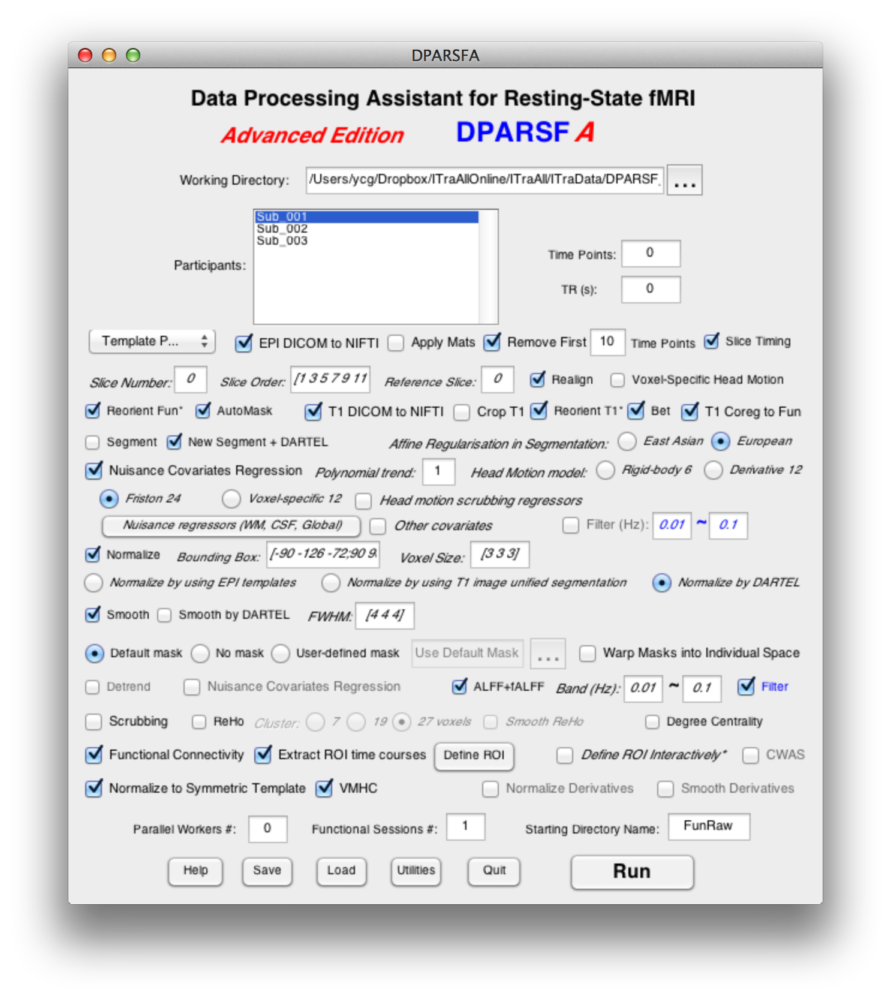 DPARSFA
Data Processing Assistant for Resting-State fMRI
Advanced Edition DPARSF A
Working Directory: /Users/ycg/Dropbox/ITraAllOnline/ITraAll/ITraData/DPARSF_ ...
Sub_001
Sub_002
Sub_003
Participants:
Time Points: 0
TR (s): 0
Template P... EPI DICOM to NIFTI Apply Mats Remove First 10 Time Points Slice Timing
Slice Number: 0 Slice Order: [1 3 5 7 9 11 Reference Slice: 0 Realign Voxel-Specific Head Motion
Reorient Fun* AutoMask T1 DICOM to NIFTI Crop T1 Reorient T1* Bet T1 Coreg to Fun
Segment New Segment + DARTEL Affine Regularisation in Segmentation: East Asian European
Nuisance Covariates Regression Polynomial trend: 1 Head Motion model: Rigid-body 6 Derivative 12
Friston 24 Voxel-specific 12 Head motion scrubbing regressors
Nuisance regressors (WM, CSF, Global) Other covariates Filter (Hz): 0.01 ~ 0.1
Normalize Bounding Box: [-90 -126 -72;90 9 Voxel Size: [3 3 3]
Normalize by using EPI templates Normalize by using T1 image unified segmentation Normalize by DARTEL
Smooth Smooth by DARTEL FWHM: [4 4 4]
Default mask No mask User-defined mask Use Default Mask ... Warp Masks into Individual Space
Detrend Nuisance Covariates Regression ALFF+fALFF Band (Hz): 0.01 ~ 0.1 Filter
Scrubbing ReHo Cluster: 7 19 27 voxels Smooth ReHo Degree Centrality
Functional Connectivity Extract ROI time courses Define ROI Define ROI Interactively* CWAS
Normalize to Symmetric Template VMHC Normalize Derivatives Smooth Derivatives
Parallel Workers #: 0 Functional Sessions #: 1 Starting Directory Name: FunRaw
Help Save Load Utilities Quit Run